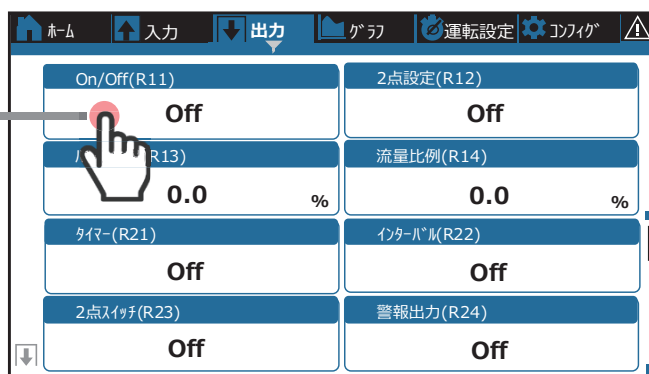 ﾎｰﾑ 入力 出力 ｸﾞﾗﾌ 運転設定 ｺﾝﾌｨｸﾞ
On/Off(R11) 2点設定(R12)
Off Off
R13) 流量比例(R14)
0.0 % 0.0 %
ﾀｲﾏｰ(R21) ｲﾝﾀｰﾊﾞﾙ(R22)
Off Off
2点ｽｲｯﾁ(R23) 警報出力(R24)
Off Off